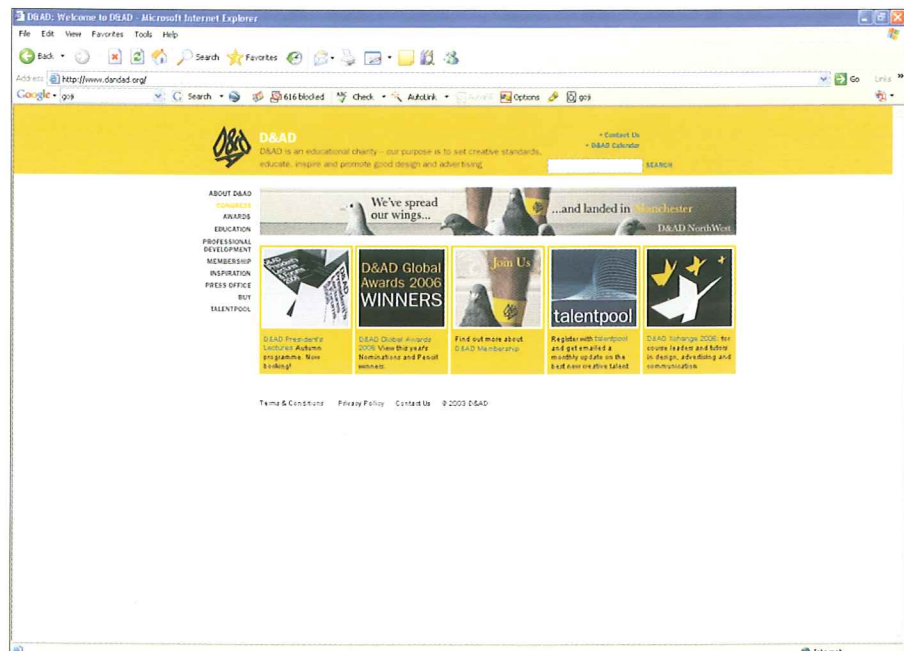 D&AD: Welcome to D&AD - Microsoft Internet Explorer
File Edit View Favorites Tools Help
Back Search Favorites
Address http://www.dandad.org/ Go Links »
Google goji Search 616 blocked Check AutoLink Options goji
D&AD
D&AD is an educational charity – our purpose is to set creative standards,
educate, inspire and promote good design and advertising
Contact Us
D&AD Calendar
SEARCH
ABOUT D&AD
CONGRESS
AWARDS
EDUCATION
PROFESSIONAL
DEVELOPMENT
MEMBERSHIP
INSPIRATION
PRESS OFFICE
BUY
TALENTPOOL
We've spread
our wings...
...and landed in Manchester
D&AD NorthWest
D&AD Global
Awards 2006
WINNERS
Join Us
talentpool
D&AD President's
Lectures Autumn
programme. Now
booking!
D&AD Global Awards
2006 View this year's
Nominations and Pencil
winners.
Find out more about
D&AD Membership
Register with talentpool
and get emailed a
monthly update on the
best new creative talent
D&AD Xchange 2006: for
course leaders and tutors
in design, advertising and
communication
Terms & Conditions Privacy Policy Contact Us © 2003 D&AD
Internet